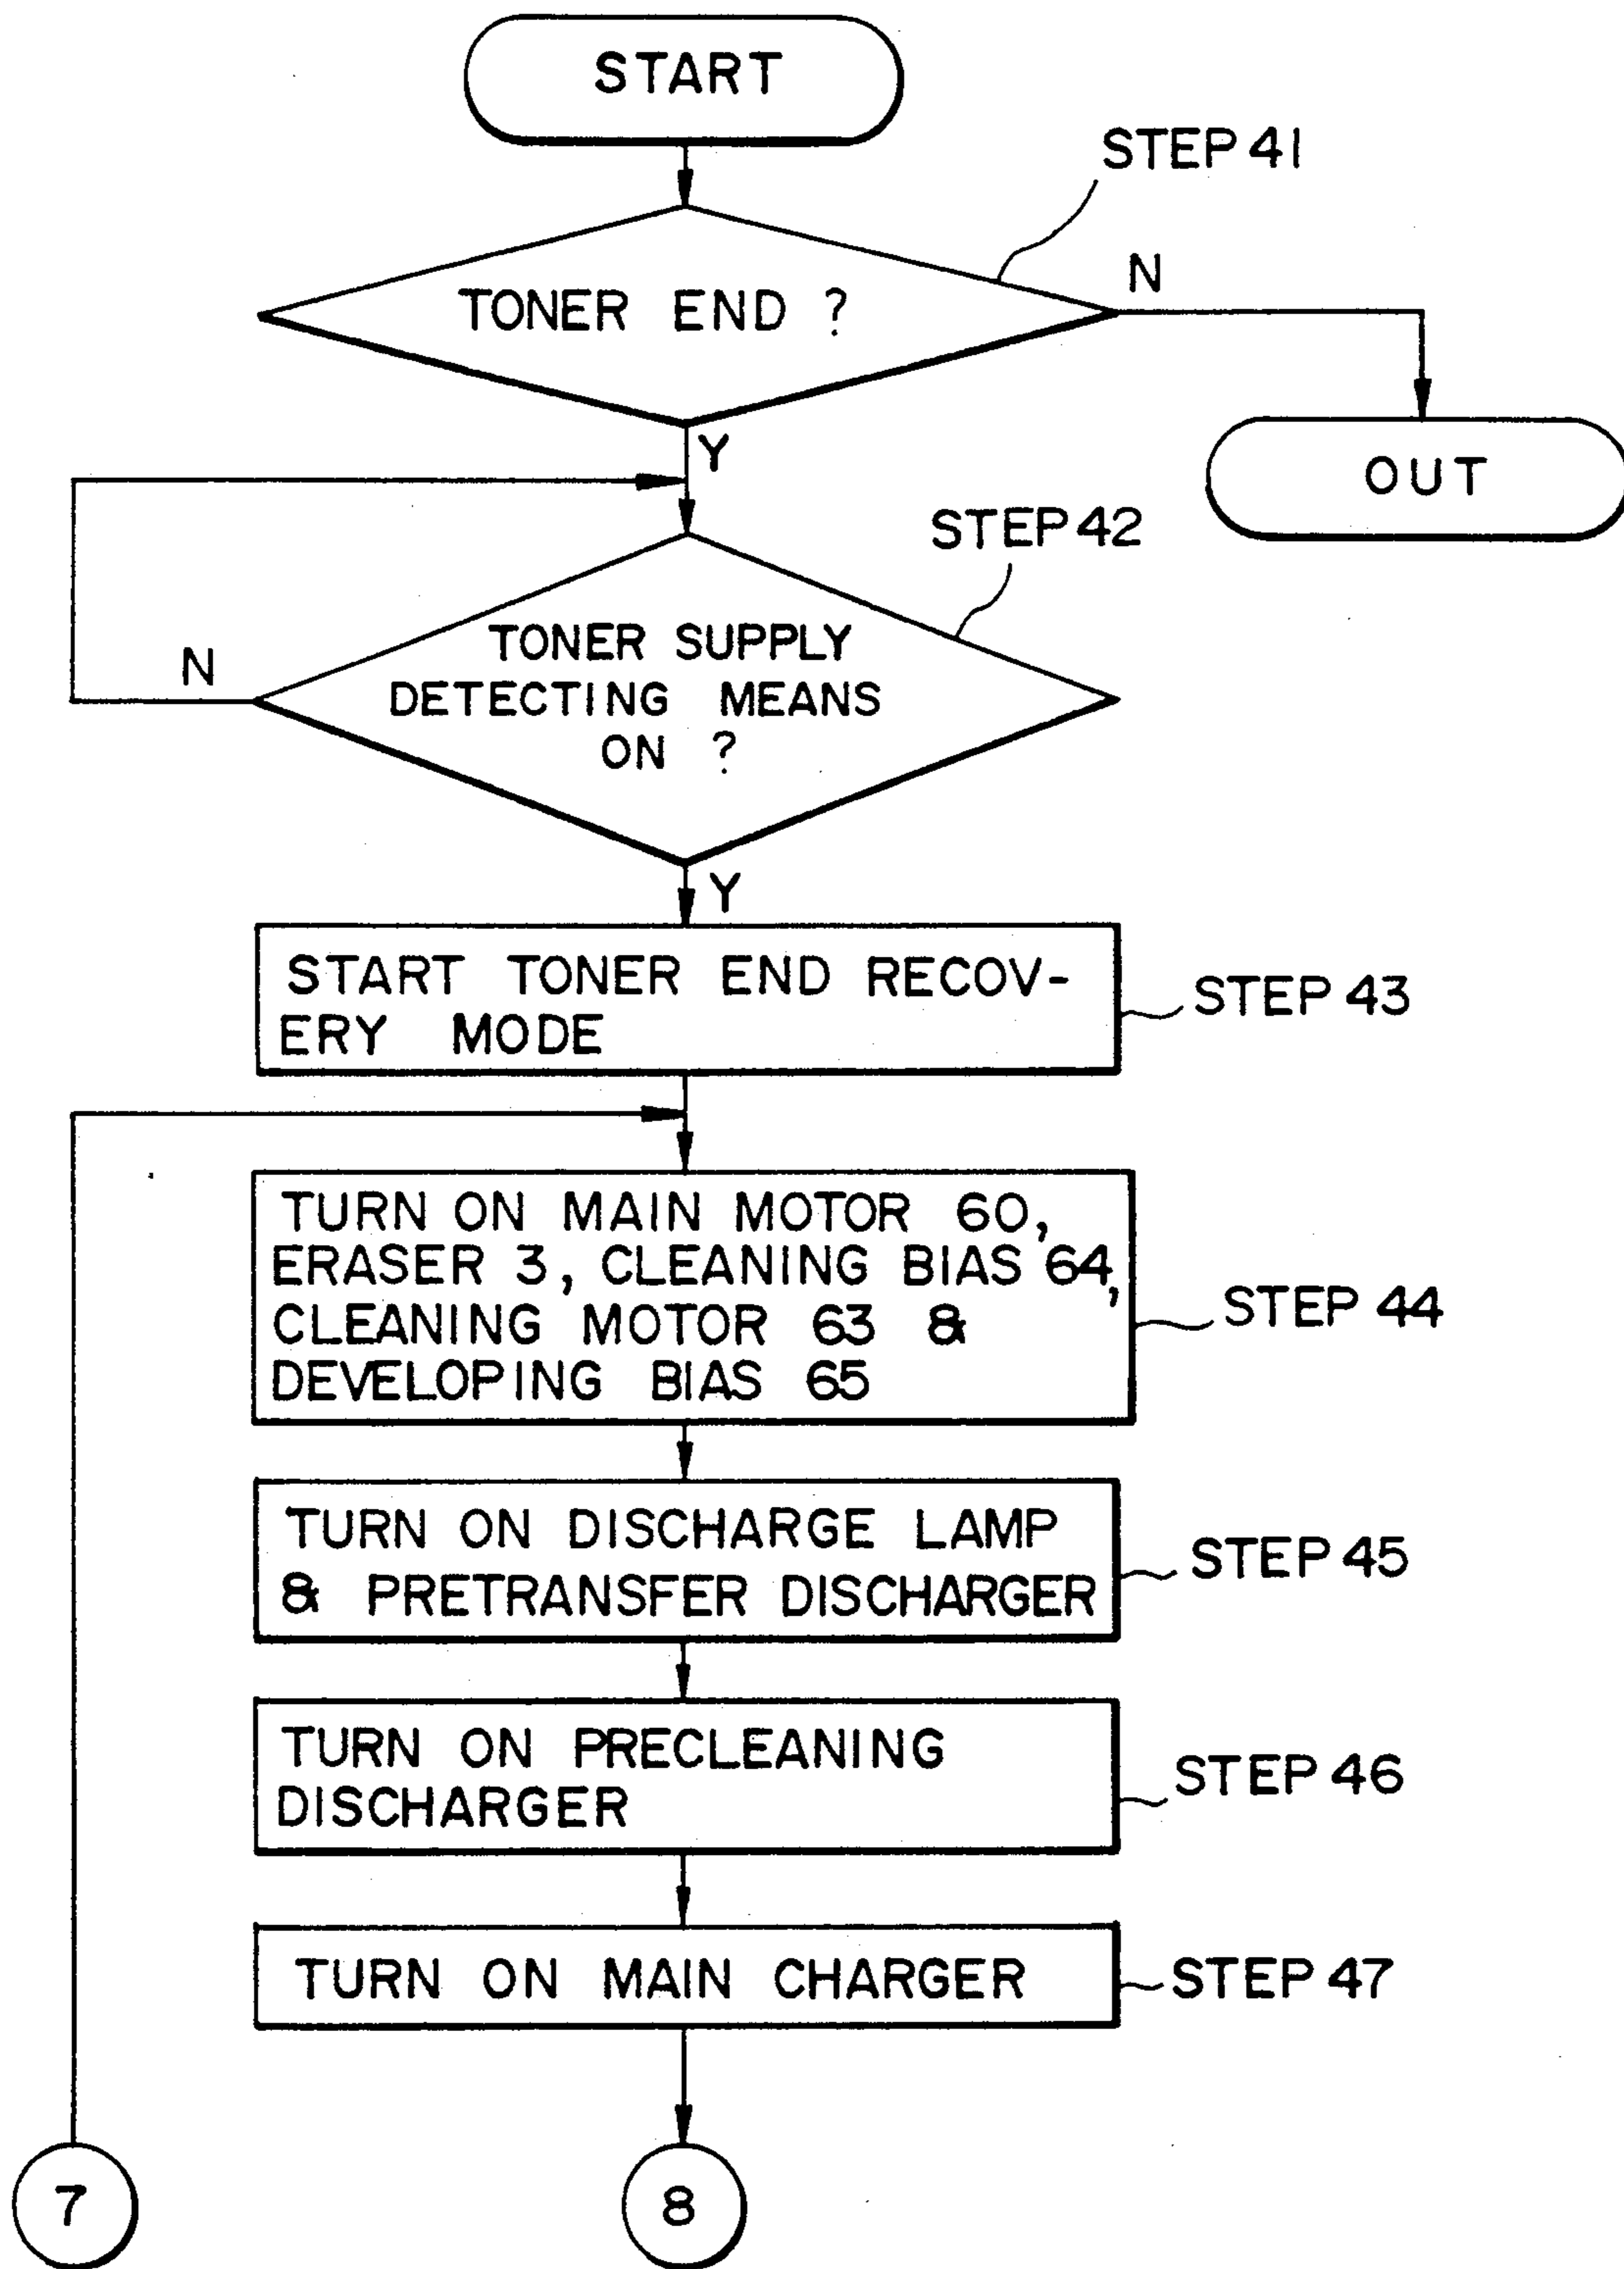 START
STEP 41
TONER END ?
N
Y
OUT
STEP 42
TONER SUPPLY
DETECTING MEANS
ON ?
N
Y
START TONER END RECOV-
ERY MODE
STEP 43
TURN ON MAIN MOTOR 60,
ERASER 3, CLEANING BIAS 64,
CLEANING MOTOR 63 &
DEVELOPING BIAS 65
STEP 44
TURN ON DISCHARGE LAMP
& PRETRANSFER DISCHARGER
STEP 45
TURN ON PRECLEANING
DISCHARGER
STEP 46
TURN ON MAIN CHARGER
STEP 47
7
8